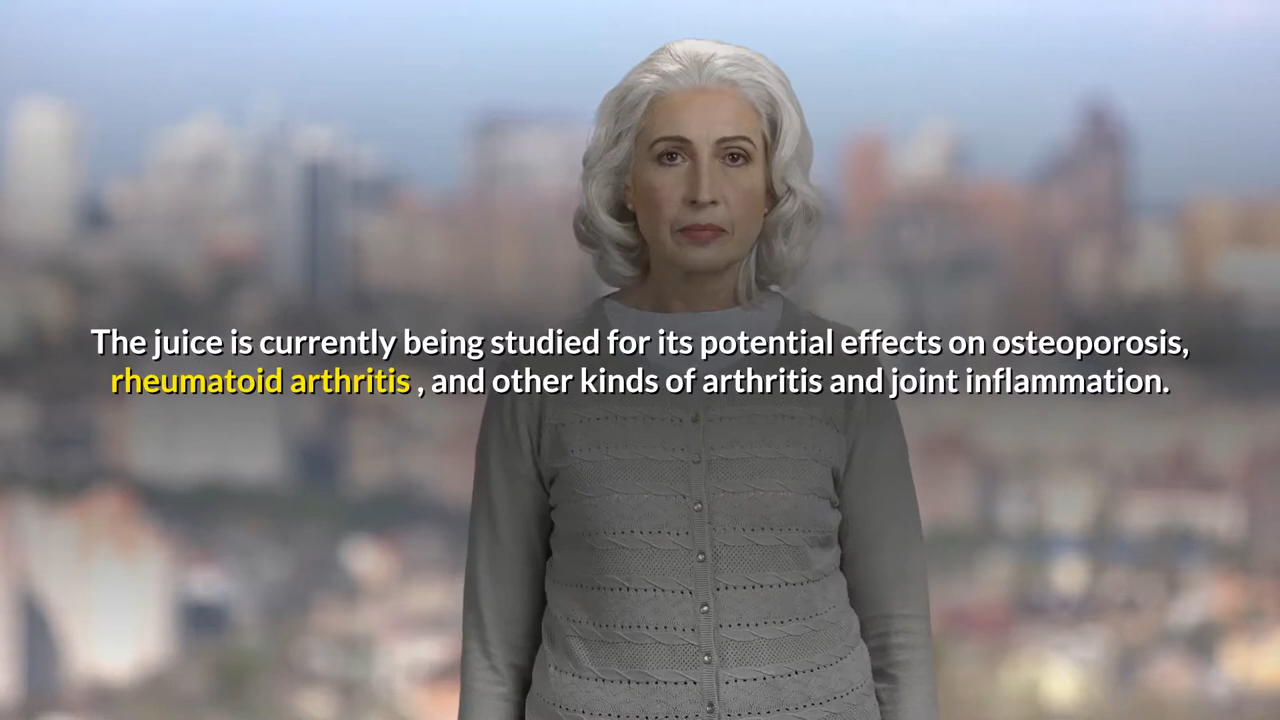 The juice is currently being studied for its potential effects on osteoporosis,
rheumatoid arthritis , and other kinds of arthritis and joint inflammation.